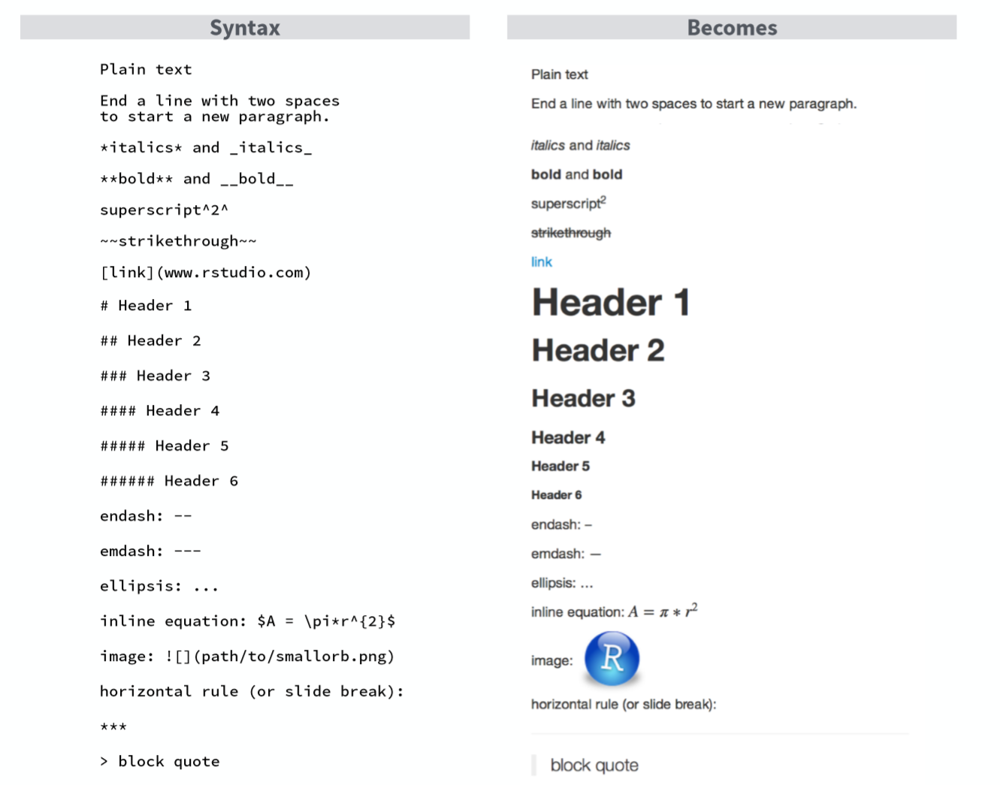 Syntax
Plain text
End a line with two spaces
to start a new paragraph.
*italics* and _italics_
**bold** and __bold__
superscript^2^
~~strikethrough~~
[link](www.rstudio.com)
# Header 1
## Header 2
### Header 3
#### Header 4
##### Header 5
###### Header 6
endash: --
emdash: ---
ellipsis: ...
inline equation: $A = \pi*r^{2}$
image: ![](path/to/smallorb.png)
horizontal rule (or slide break):
***
> block quote
Becomes
Plain text
End a line with two spaces to start a new paragraph.
italics and italics
bold and bold
superscript²
strikethrough
link
Header 1
Header 2
Header 3
Header 4
Header 5
Header 6
endash: –
emdash: —
ellipsis: …
inline equation: A = π * r²
image: R
horizontal rule (or slide break):
block quote